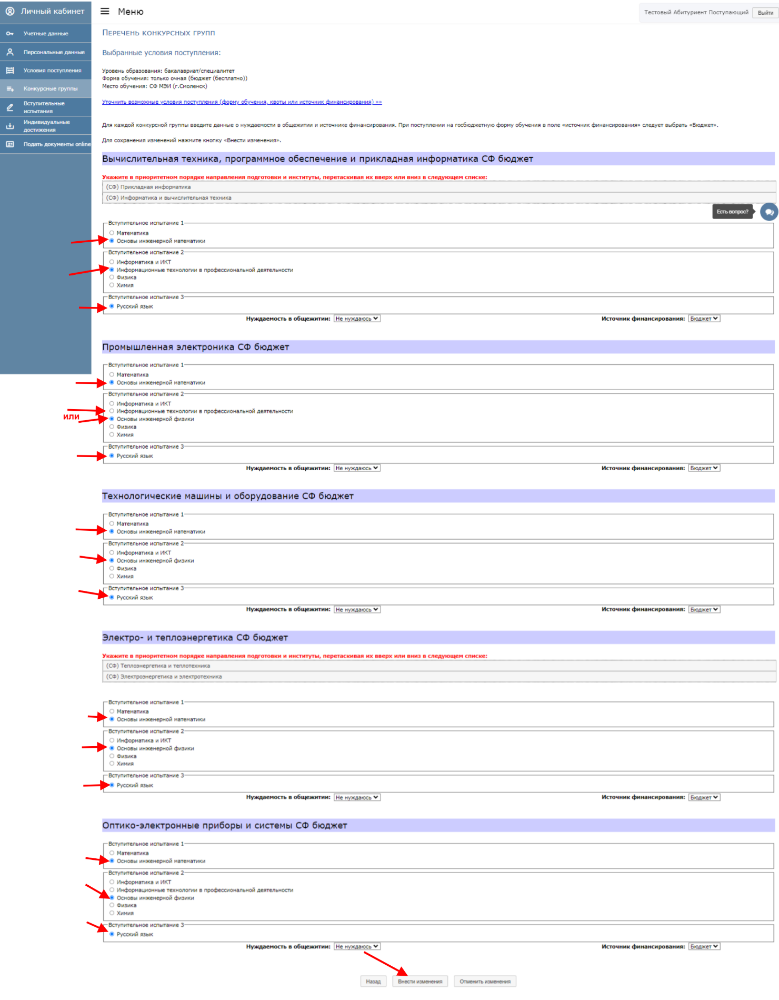 Личный кабинет
Меню
Тестовый Абитуриент Поступающий
Выйти
Учетные данные
Персональные данные
Условия поступления
Конкурсные группы
Вступительные
испытания
Индивидуальные
достижения
Подать документы online
Перечень конкурсных групп
Выбранные условия поступления:
Уровень образования: бакалавриат/специалитет
Форма обучения: только очная (бюджет (бесплатно))
Место обучения: СФ МЭИ (г.Смоленск)
Уточнить возможные условия поступления (форму обучения, квоты или источник финансирования) »»
Для каждой конкурсной группы введите данные о нуждаемости в общежитии и источнике финансирования. При поступлении на госбюджетную форму обучения в поле «источник финансирования» следует выбрать «Бюджет».
Для сохранения изменений нажмите кнопку «Внести изменения».
Вычислительная техника, программное обеспечение и прикладная информатика СФ бюджет
Укажите в приоритетном порядке направления подготовки и институты, перетаскивая их вверх или вниз в следующем списке:
(СФ) Прикладная информатика
(СФ) Информатика и вычислительная техника
Есть вопрос?
Вступительное испытание 1
Математика
Основы инженерной математики
Вступительное испытание 2
Информатика и ИКТ
Информационные технологии в профессиональной деятельности
Физика
Химия
Вступительное испытание 3
Русский язык
Нуждаемость в общежитии: Не нуждаюсь
Источник финансирования: Бюджет
Промышленная электроника СФ бюджет
Вступительное испытание 1
Математика
Основы инженерной математики
Вступительное испытание 2
Информатика и ИКТ
Информационные технологии в профессиональной деятельности
или
Основы инженерной физики
Физика
Химия
Вступительное испытание 3
Русский язык
Нуждаемость в общежитии: Не нуждаюсь
Источник финансирования: Бюджет
Технологические машины и оборудование СФ бюджет
Вступительное испытание 1
Математика
Основы инженерной математики
Вступительное испытание 2
Информатика и ИКТ
Основы инженерной физики
Физика
Химия
Вступительное испытание 3
Русский язык
Нуждаемость в общежитии: Не нуждаюсь
Источник финансирования: Бюджет
Электро- и теплоэнергетика СФ бюджет
Укажите в приоритетном порядке направления подготовки и институты, перетаскивая их вверх или вниз в следующем списке:
(СФ) Теплоэнергетика и теплотехника
(СФ) Электроэнергетика и электротехника
Вступительное испытание 1
Математика
Основы инженерной математики
Вступительное испытание 2
Информатика и ИКТ
Основы инженерной физики
Физика
Химия
Вступительное испытание 3
Русский язык
Нуждаемость в общежитии: Не нуждаюсь
Источник финансирования: Бюджет
Оптико-электронные приборы и системы СФ бюджет
Вступительное испытание 1
Математика
Основы инженерной математики
Вступительное испытание 2
Информатика и ИКТ
Информационные технологии в профессиональной деятельности
Основы инженерной физики
Физика
Химия
Вступительное испытание 3
Русский язык
Нуждаемость в общежитии: Не нуждаюсь
Источник финансирования: Бюджет
Назад
Внести изменения
Отменить изменения